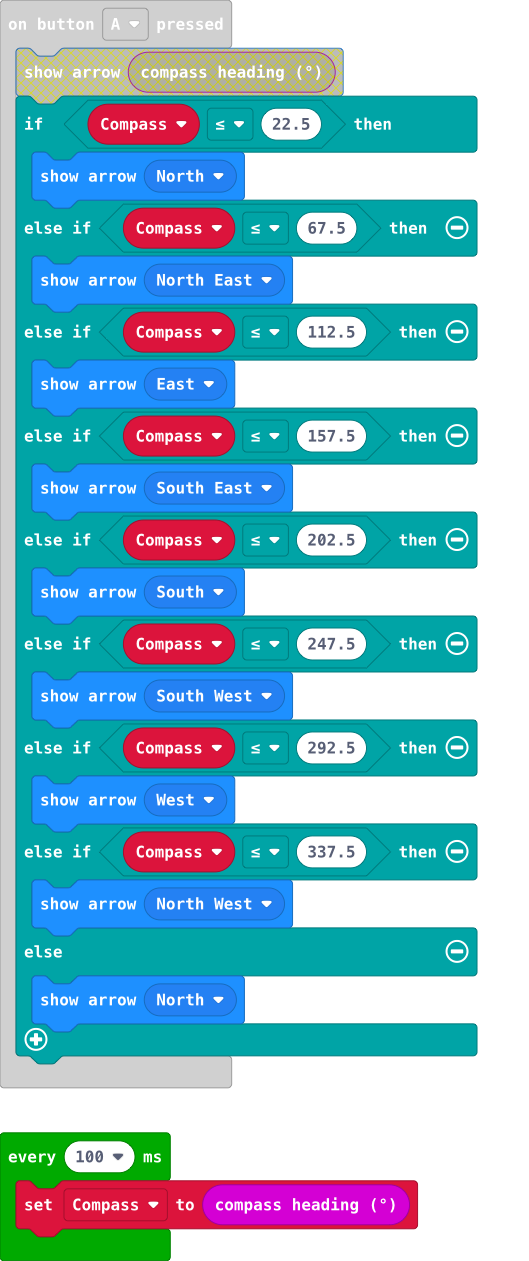 on button A pressed
show arrow compass heading (°)
if Compass ≤ 22.5 then
show arrow North
else if Compass ≤ 67.5 then
show arrow North East
else if Compass ≤ 112.5 then
show arrow East
else if Compass ≤ 157.5 then
show arrow South East
else if Compass ≤ 202.5 then
show arrow South
else if Compass ≤ 247.5 then
show arrow South West
else if Compass ≤ 292.5 then
show arrow West
else if Compass ≤ 337.5 then
show arrow North West
else
show arrow North
every 100 ms
set Compass to compass heading (°)